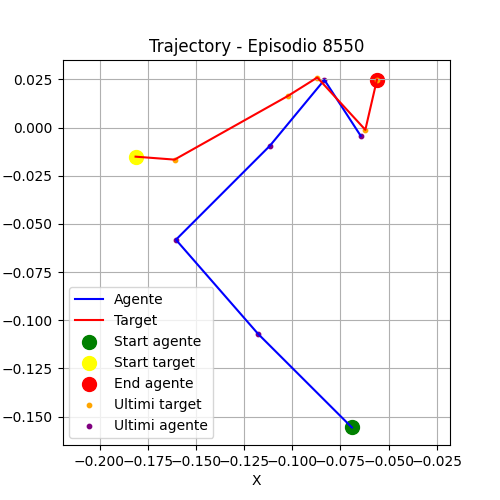 Trajectory - Episodio 8550
0.025
0.000
−0.025
−0.050
−0.075
−0.100
−0.125
−0.150
Agente
Target
Start agente
Start target
End agente
Ultimi target
Ultimi agente
−0.200 −0.175 −0.150 −0.125 −0.100 −0.075 −0.050 −0.025
X